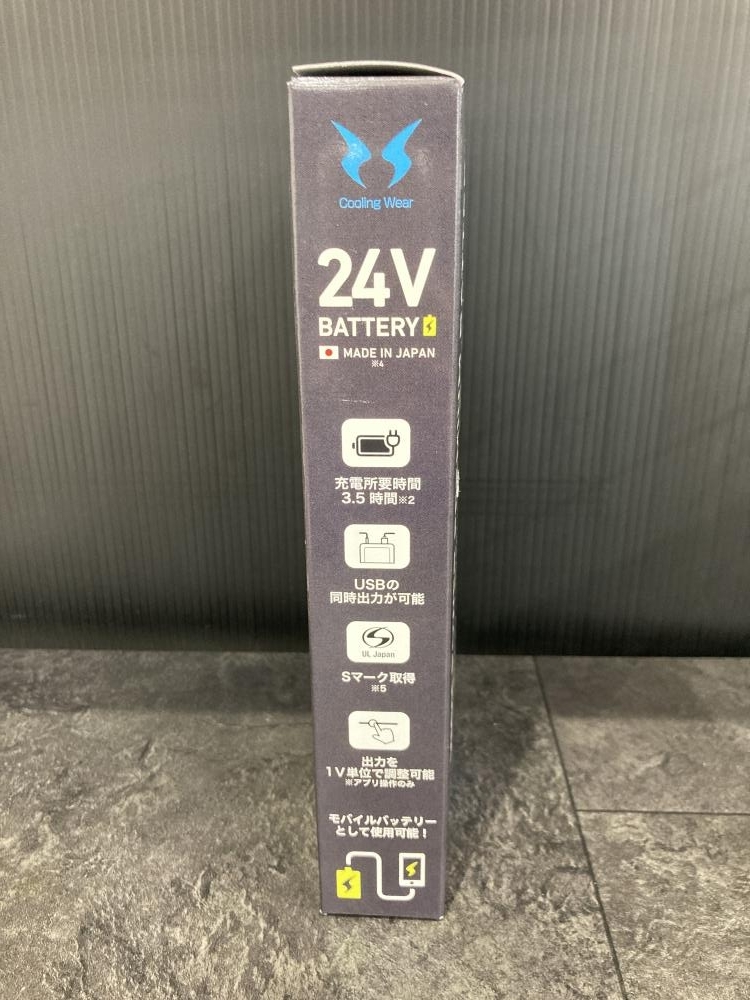 Cooling Wear
24V
BATTERY
MADE IN JAPAN
※4
充電所要時間
3.5 時間※2
USBの
同時出力が可能
UL Japan
Sマーク取得
※5
出力を
1V単位で調整可能
※アプリ操作のみ
モバイルバッテリー
として使用可能！